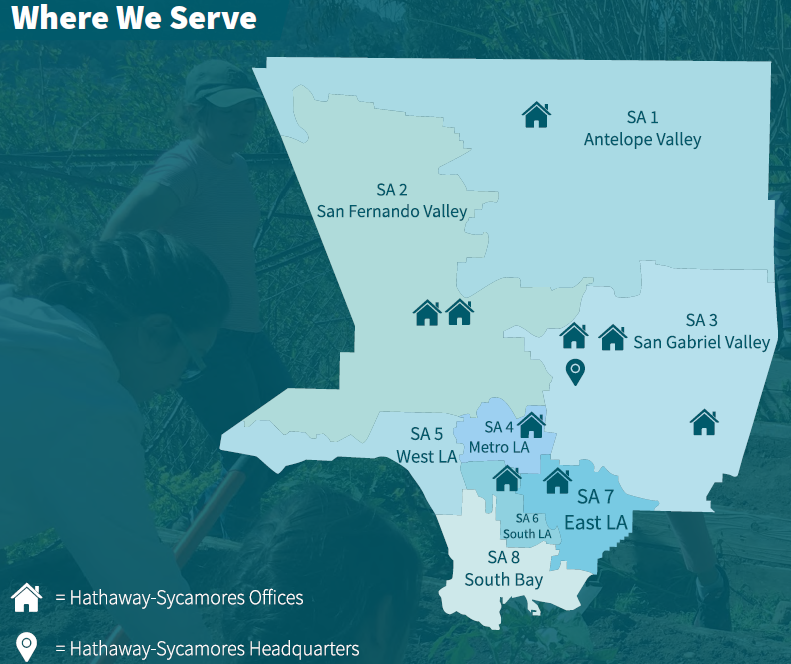 Where We Serve
SA 1
Antelope Valley
SA 2
San Fernando Valley
SA 3
San Gabriel Valley
SA 4
Metro LA
SA 5
West LA
SA 7
East LA
SA 6
South LA
SA 8
South Bay
= Hathaway-Sycamores Offices
= Hathaway-Sycamores Headquarters